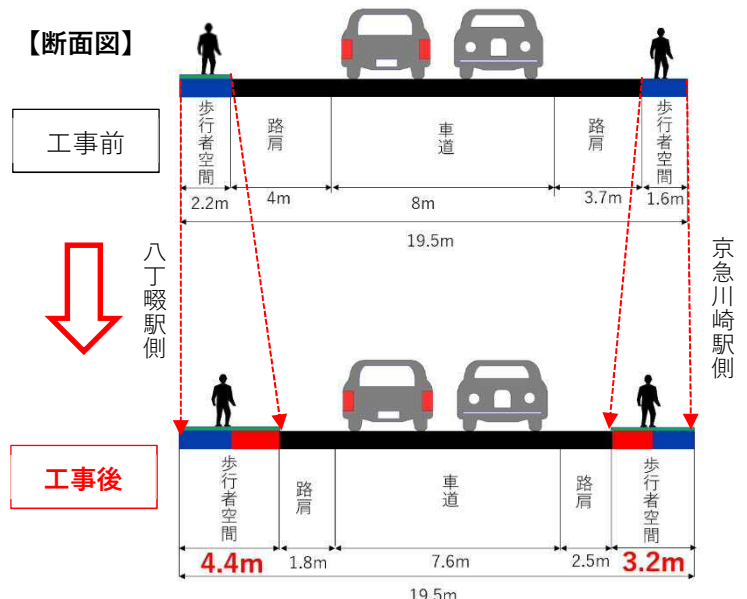 【断面図】
工事前
歩行者空間
路肩
車道
路肩
歩行者空間
2.2m
4m
8m
3.7m
1.6m
19.5m
八丁畷駅側
京急川崎駅側
工事後
歩行者空間
路肩
車道
路肩
歩行者空間
4.4m
1.8m
7.6m
2.5m
3.2m
19.5m